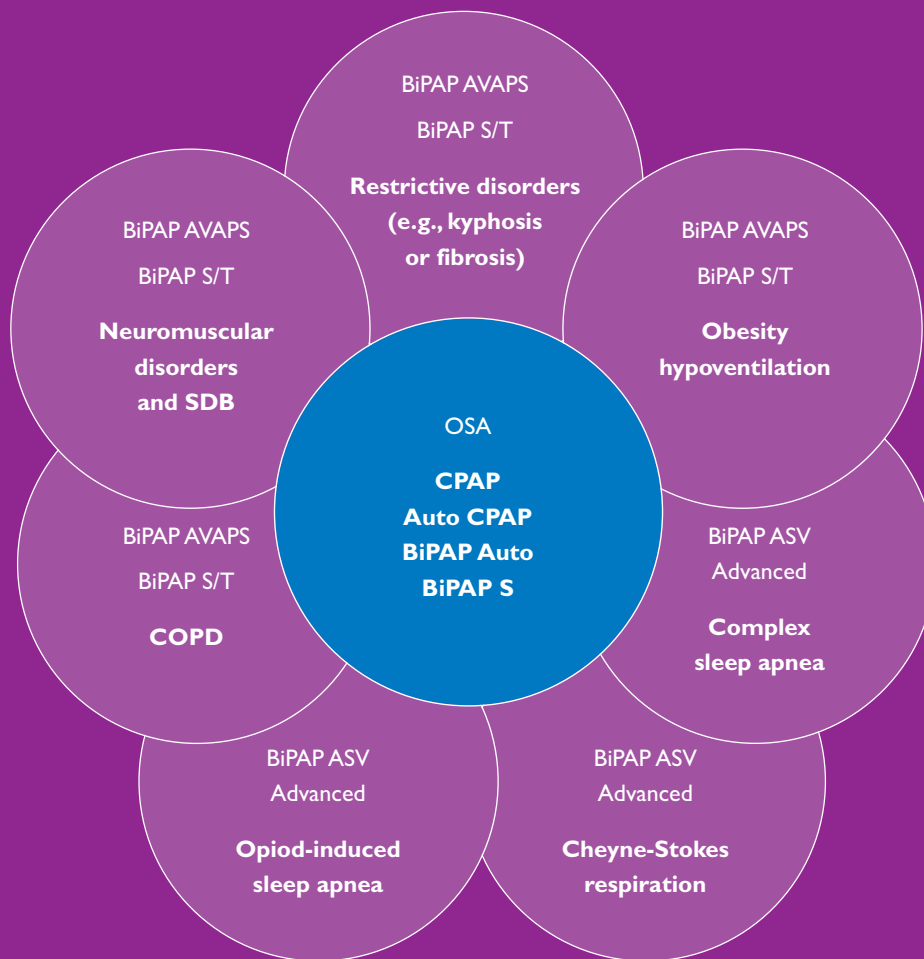 BiPAP AVAPS
BiPAP S/T
Restrictive disorders
(e.g., kyphosis
or fibrosis)
BiPAP AVAPS
BiPAP S/T
Neuromuscular
disorders
and SDB
BiPAP AVAPS
BiPAP S/T
Obesity
hypoventilation
OSA
CPAP
Auto CPAP
BiPAP Auto
BiPAP S
BiPAP AVAPS
BiPAP S/T
COPD
BiPAP ASV
Advanced
Complex
sleep apnea
BiPAP ASV
Advanced
Opiod-induced
sleep apnea
BiPAP ASV
Advanced
Cheyne-Stokes
respiration